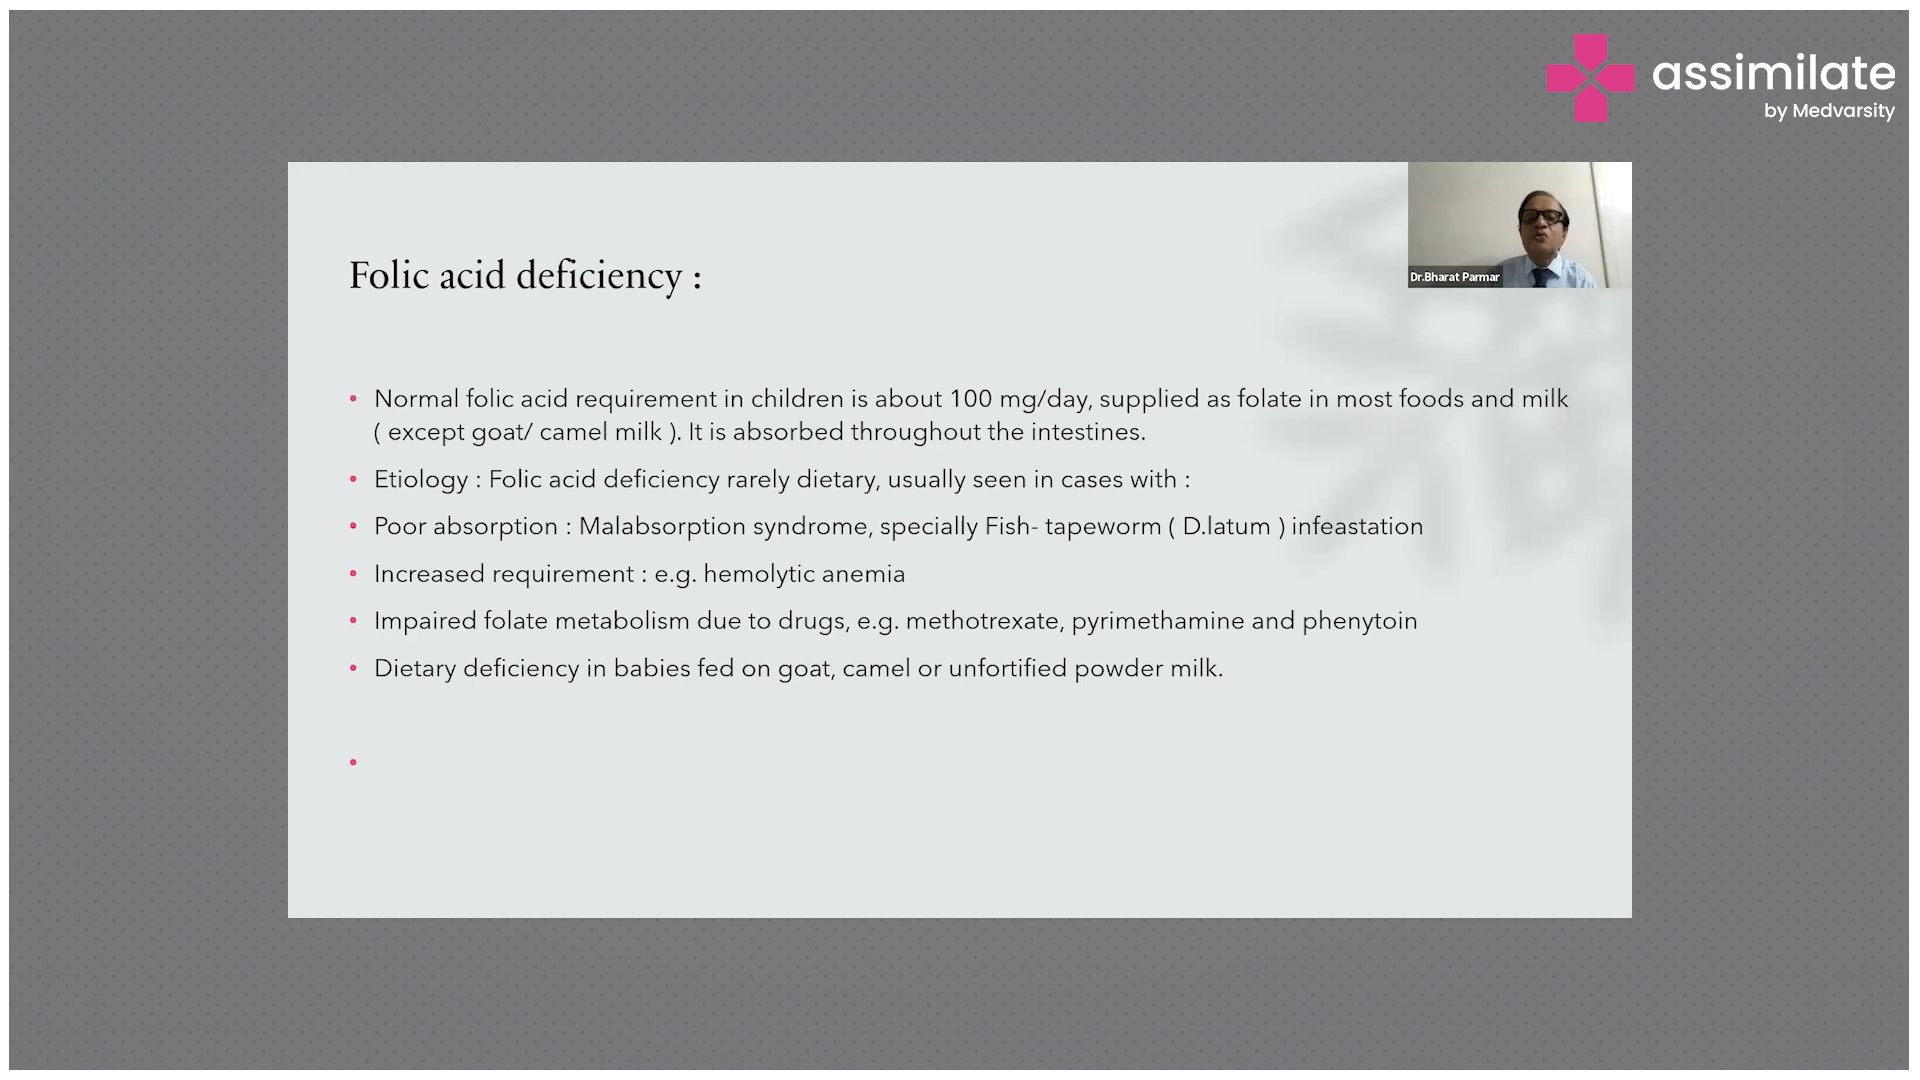 assimilate
by Medvarsity
Dr.Bharat Parmar
Folic acid deficiency :
• Normal folic acid requirement in children is about 100 mg/day, supplied as folate in most foods and milk
( except goat/ camel milk ). It is absorbed throughout the intestines.
• Etiology : Folic acid deficiency rarely dietary, usually seen in cases with :
• Poor absorption : Malabsorption syndrome, specially Fish- tapeworm ( D.latum ) infeastation
• Increased requirement : e.g. hemolytic anemia
• Impaired folate metabolism due to drugs, e.g. methotrexate, pyrimethamine and phenytoin
• Dietary deficiency in babies fed on goat, camel or unfortified powder milk.
•